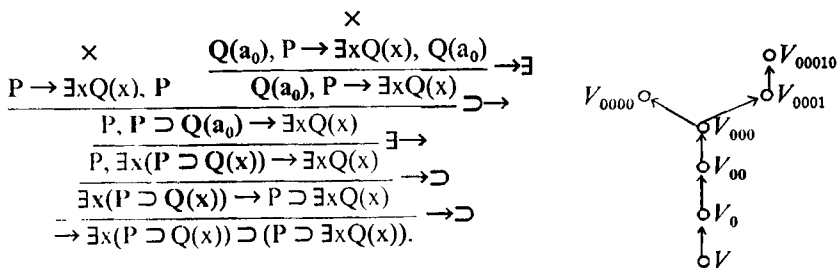 ×
× Q(a₀), P → ∃xQ(x), Q(a₀) →∃
P → ∃xQ(x), P Q(a₀), P → ∃xQ(x) ⊃→
P, P ⊃ Q(a₀) → ∃xQ(x) ∃→
P, ∃x(P ⊃ Q(x)) → ∃xQ(x) →⊃
∃x(P ⊃ Q(x)) → P ⊃ ∃xQ(x) →⊃
→ ∃x(P ⊃ Q(x)) ⊃ (P ⊃ ∃xQ(x)).
V₀₀₀₁₀
V₀₀₀₀
V₀₀₀₁
V₀₀₀
V₀₀
V₀
V